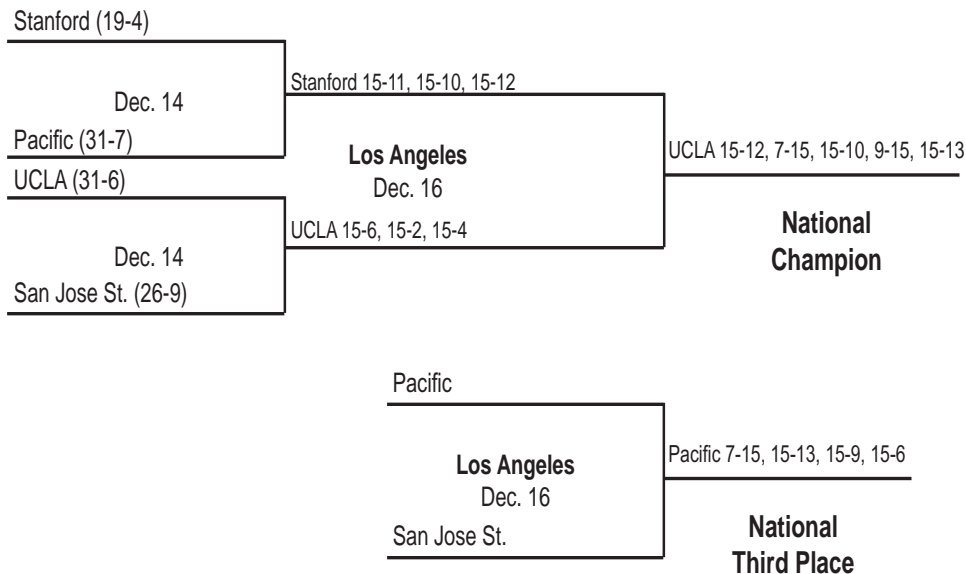 Stanford (19-4)
Dec. 14
Pacific (31-7)
Stanford 15-11, 15-10, 15-12
UCLA (31-6)
Dec. 14
San Jose St. (26-9)
UCLA 15-6, 15-2, 15-4
Los Angeles
Dec. 16
UCLA 15-12, 7-15, 15-10, 9-15, 15-13
National
Champion
Pacific
Los Angeles
Dec. 16
San Jose St.
Pacific 7-15, 15-13, 15-9, 15-6
National
Third Place